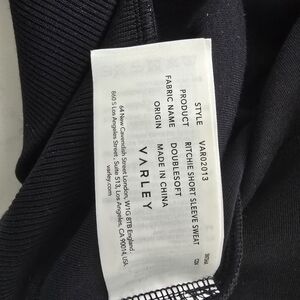 STYLE VAR02013
PRODUCT RITCHIE SHORT SLEEVE SWEAT
FABRIC NAME DOUBLESOFT
ORIGIN MADE IN CHINA
VARLEY
64 New Cavendish Street London, W1G 8TB England
860 S Los Angeles Street, Suite 513, Los Angeles, CA 90014, USA
varley.com